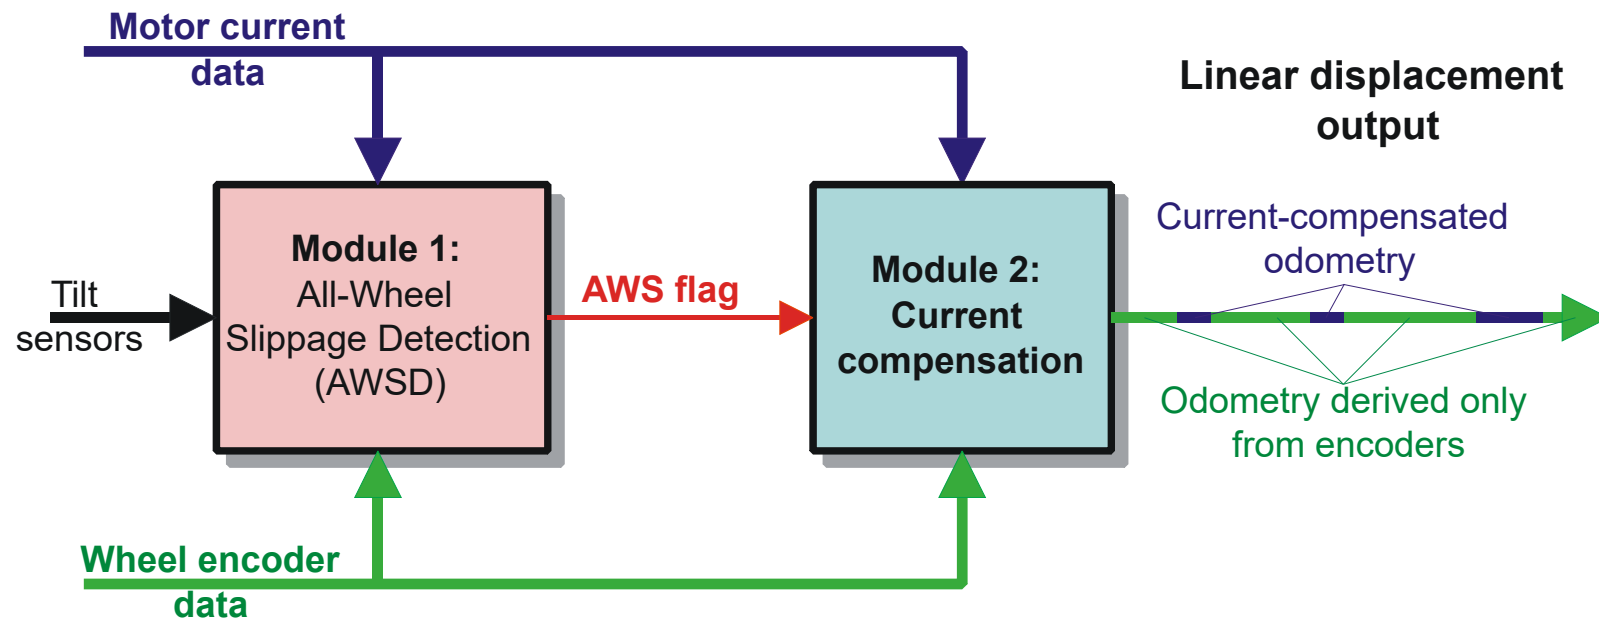 Motor current
data
Linear displacement
output
Module 1:
All-Wheel
Slippage Detection
(AWSD)
Tilt
sensors
AWS flag
Module 2:
Current
compensation
Current-compensated
odometry
Odometry derived only
from encoders
Wheel encoder
data